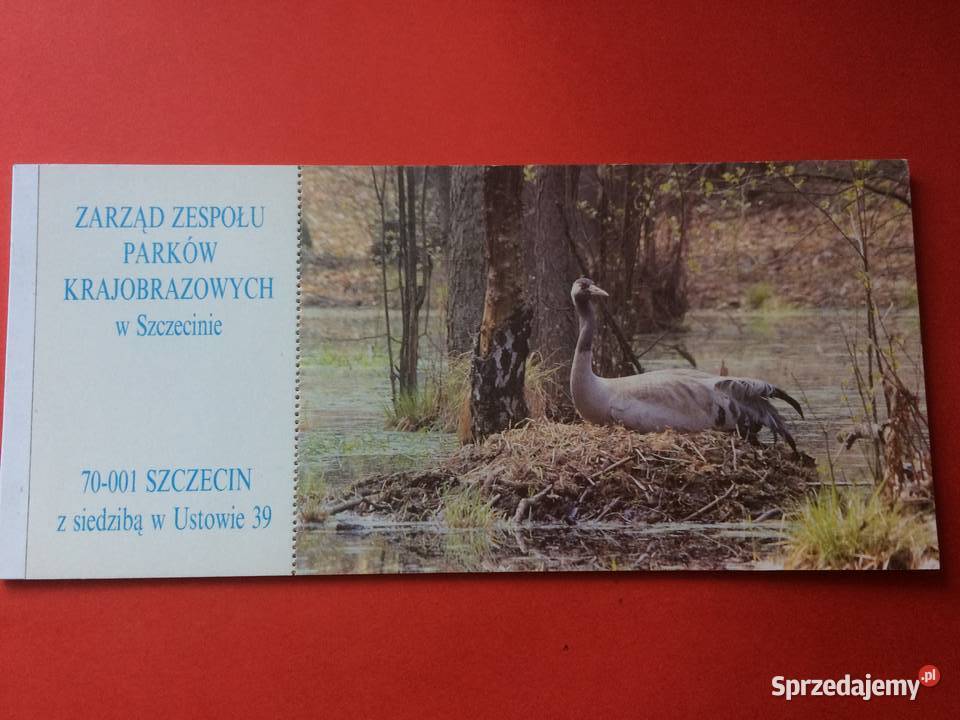 ZARZĄD ZESPOŁU
PARKÓW
KRAJOBRAZOWYCH
w Szczecinie
70-001 SZCZECIN
z siedzibą w Ustowie 39
Sprzedajemy.pl